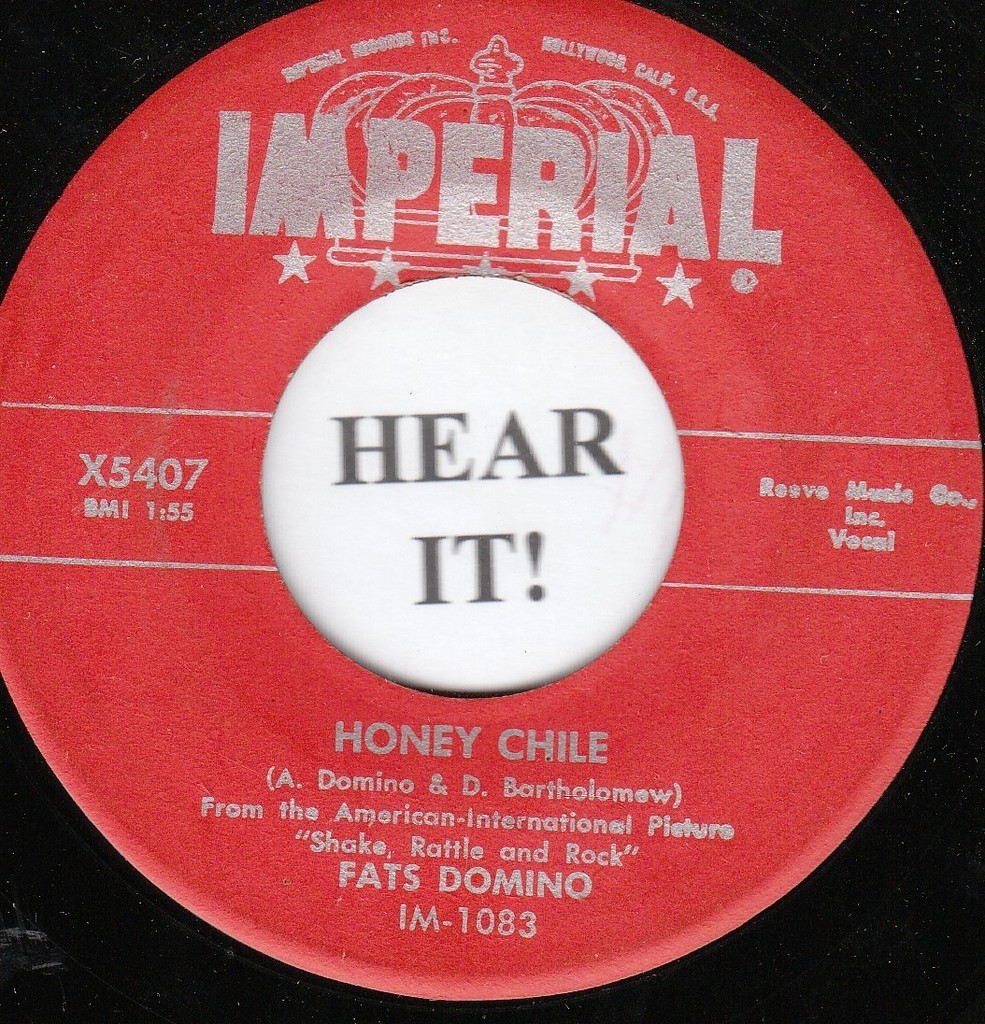 IMPERIAL RECORDS INC. HOLLYWOOD, CALIF., U.S.A.
IMPERIAL
®
HEAR
IT!
X5407
BMI 1:55
Reeve Music Co.,
Inc.
Vocal
HONEY CHILE
(A. Domino & D. Bartholomew)
From the American-International Picture
"Shake, Rattle and Rock"
FATS DOMINO
IM-1083